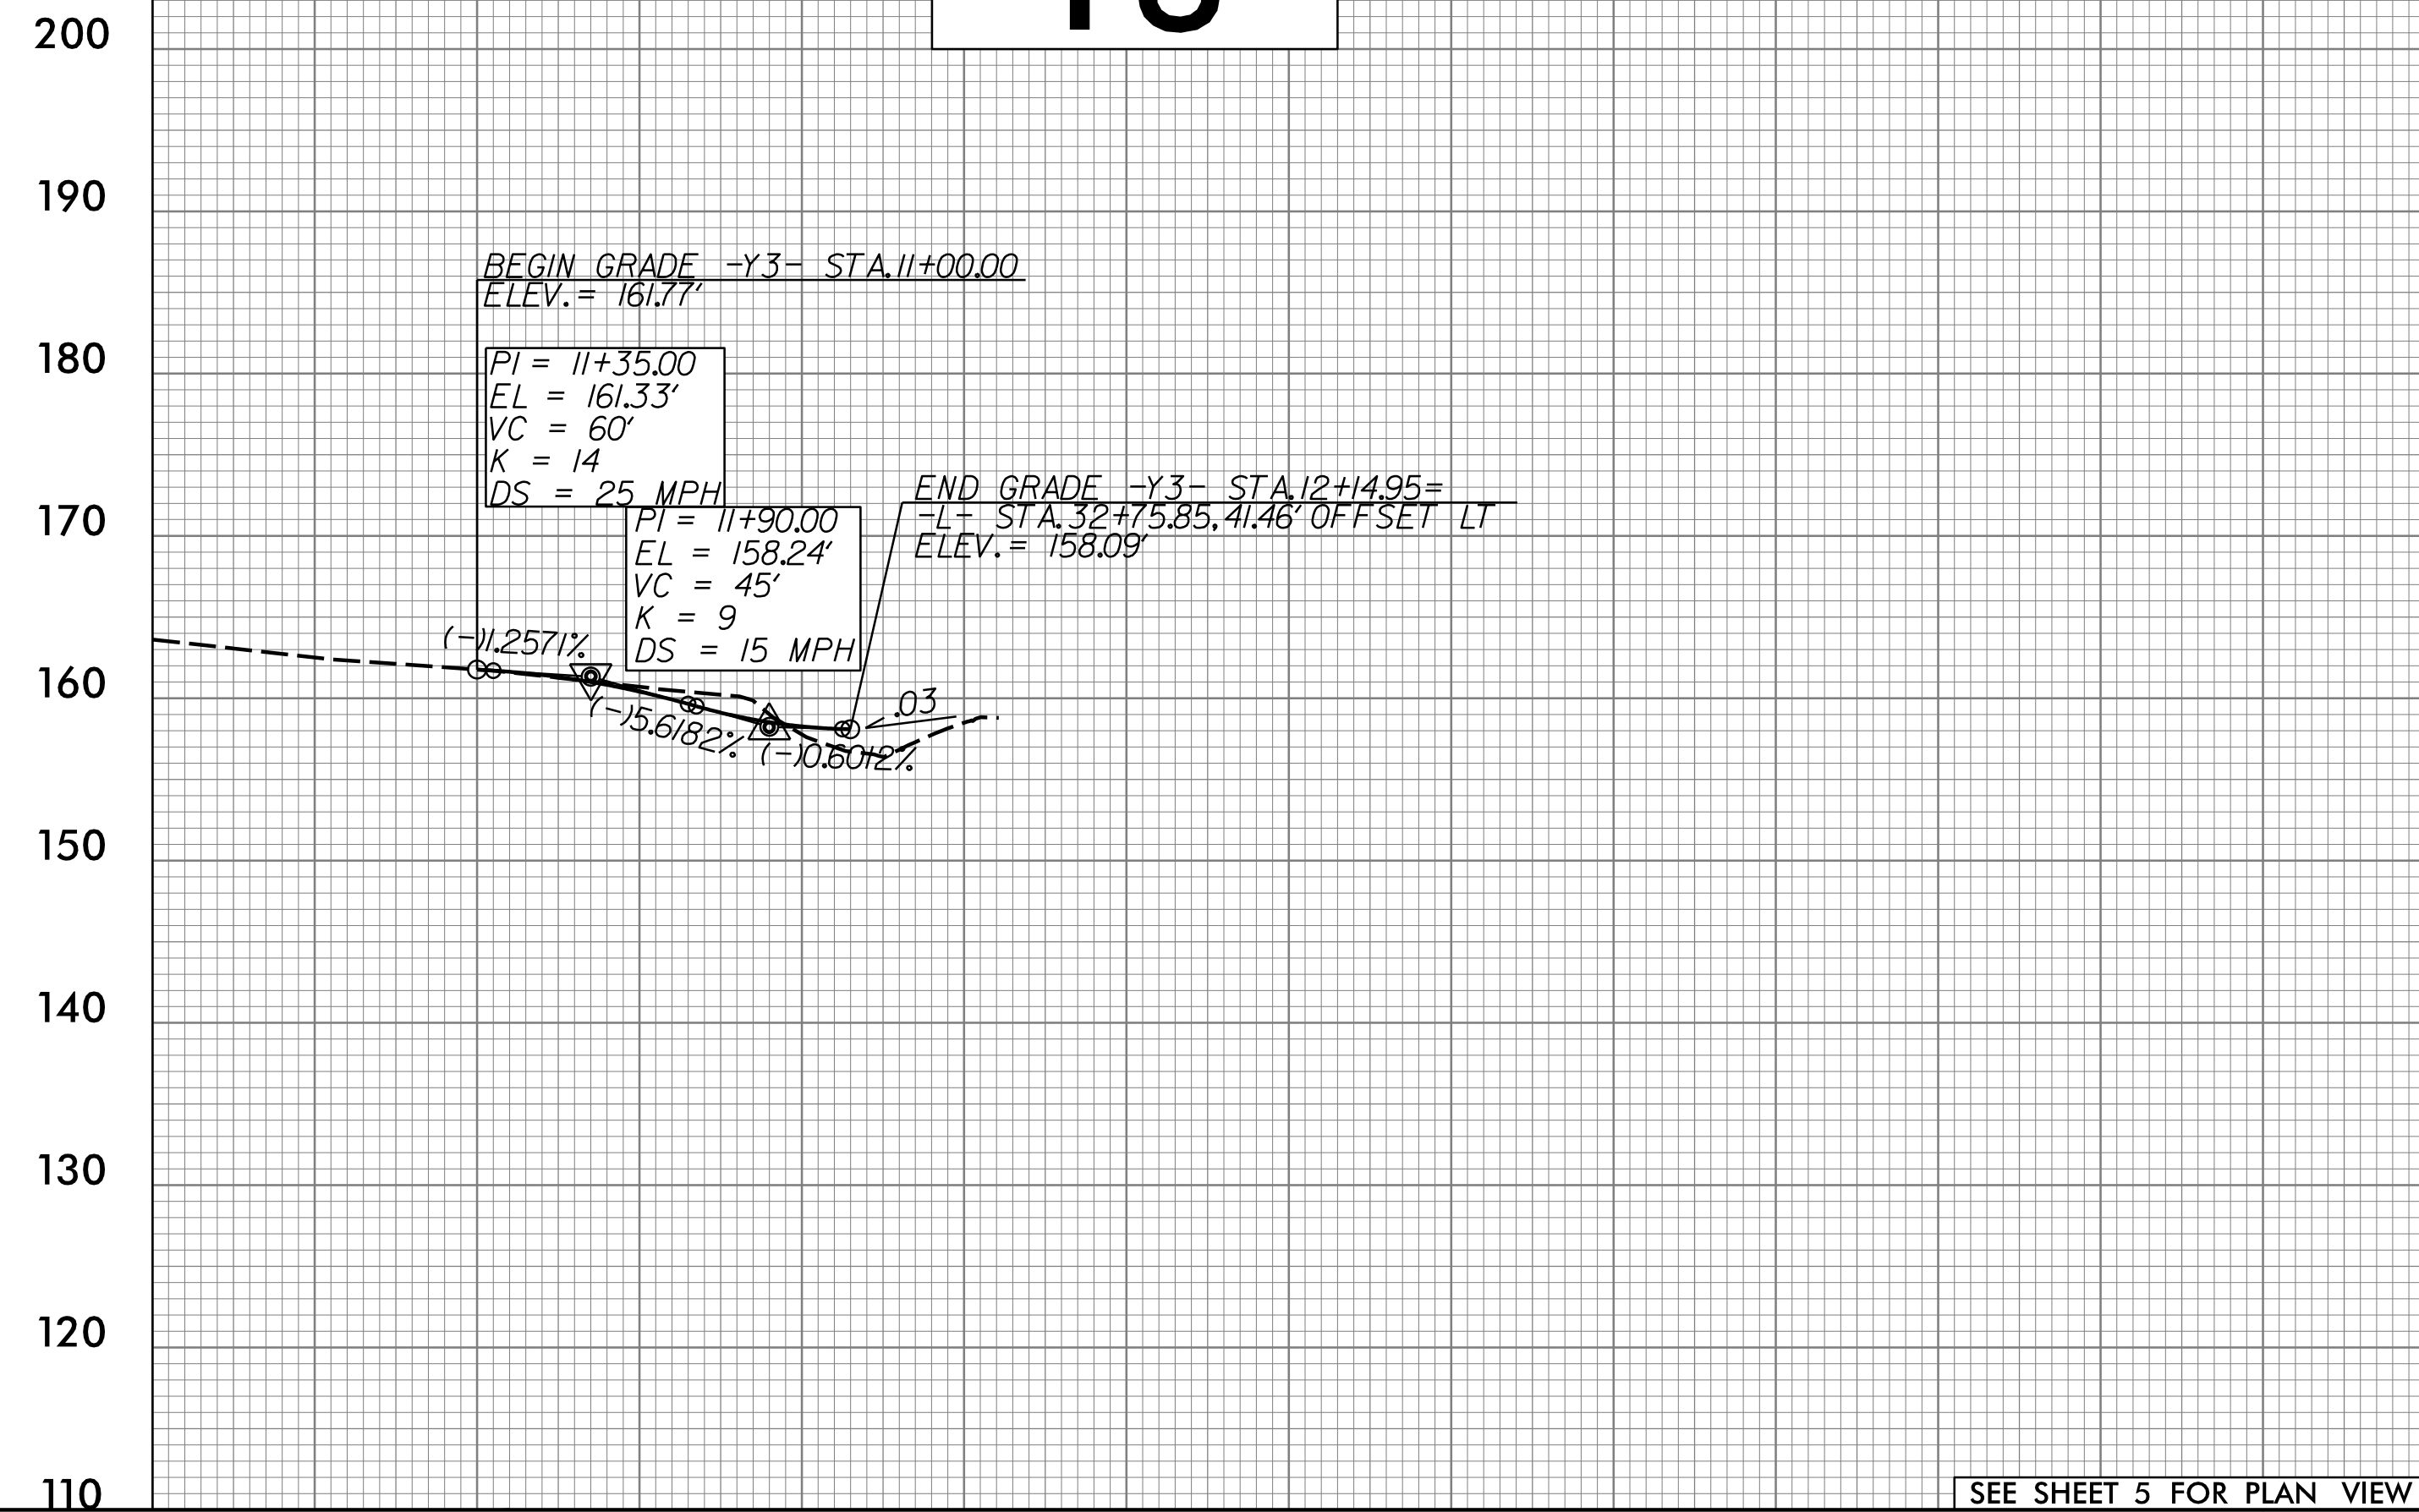 200
190
180
170
160
150
140
130
120
110
BEGIN GRADE -Y3- STA.11+00.00
ELEV.= 161.77'
PI = 11+35.00
EL = 161.33'
VC = 60'
K = 14
DS = 25 MPH
PI = 11+90.00
EL = 158.24'
VC = 45'
K = 9
DS = 15 MPH
END GRADE -Y3- STA.12+14.95=
-L- STA.32+75.85, 41.46' OFFSET LT
ELEV.= 158.09'
(-)1.2571%
(-)5.6182%
(-)0.6012%
.03
SEE SHEET 5 FOR PLAN VIEW